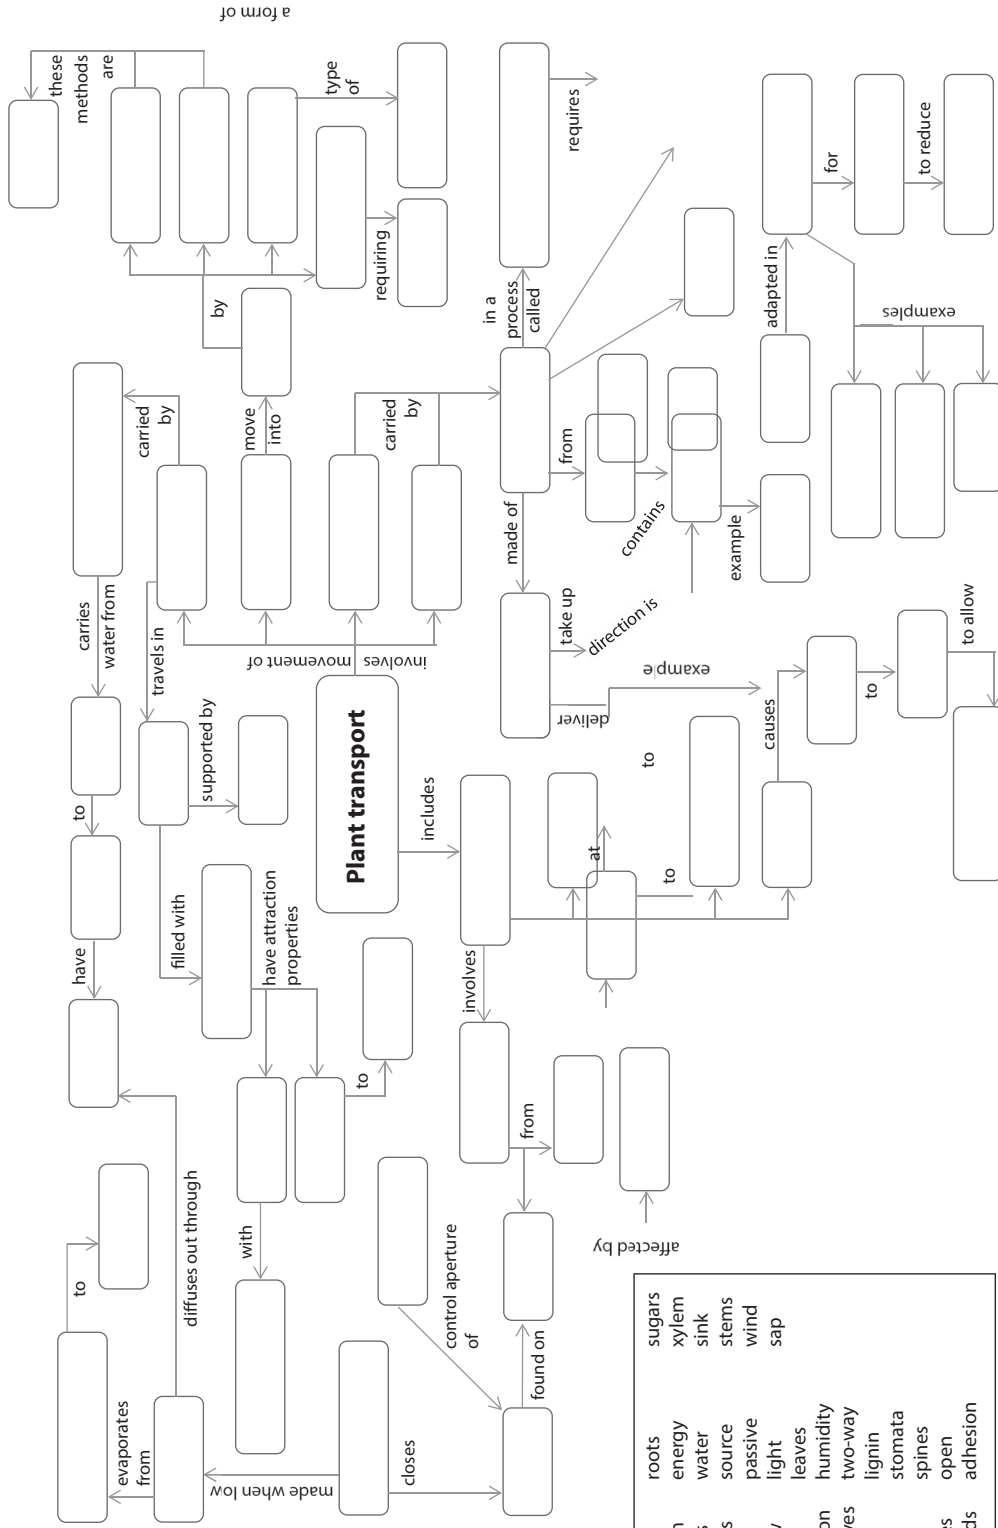 a form of
these
methods
are
type
of
requiring
by
carried
by
move
into
carries
water from
travels in
involves movement of
carried
by
in a
process
called
requires
from
made of
contains
example
take up
direction is
example
deliver
adapted in
for
to reduce
examples
to allow
to
causes
to
have
supported by
filled with
have attraction
properties
to
Plant transport
includes
involves
at
to
to
from
to
with
diffuses out through
evaporates
from
made when low
closes
control aperture
of
found on
affected by
to
roots
energy
water
source
passive
light
leaves
humidity
two-way
lignin
stomata
spines
open
adhesion
sugars
xylem
sink
stems
wind
sap